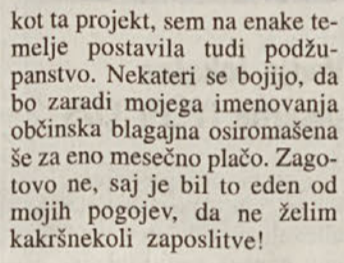 kot ta projekt, sem na enake te-
melje postavila tudi podžu-
panstvo. Nekateri se bojijo, da
bo zaradi mojega imenovanja
občinska blagajna osiromašena
še za eno mesečno plačo. Zago-
tovo ne, saj je bil to eden od
mojih pogojev, da ne želim
kakršnekoli zaposlitve!